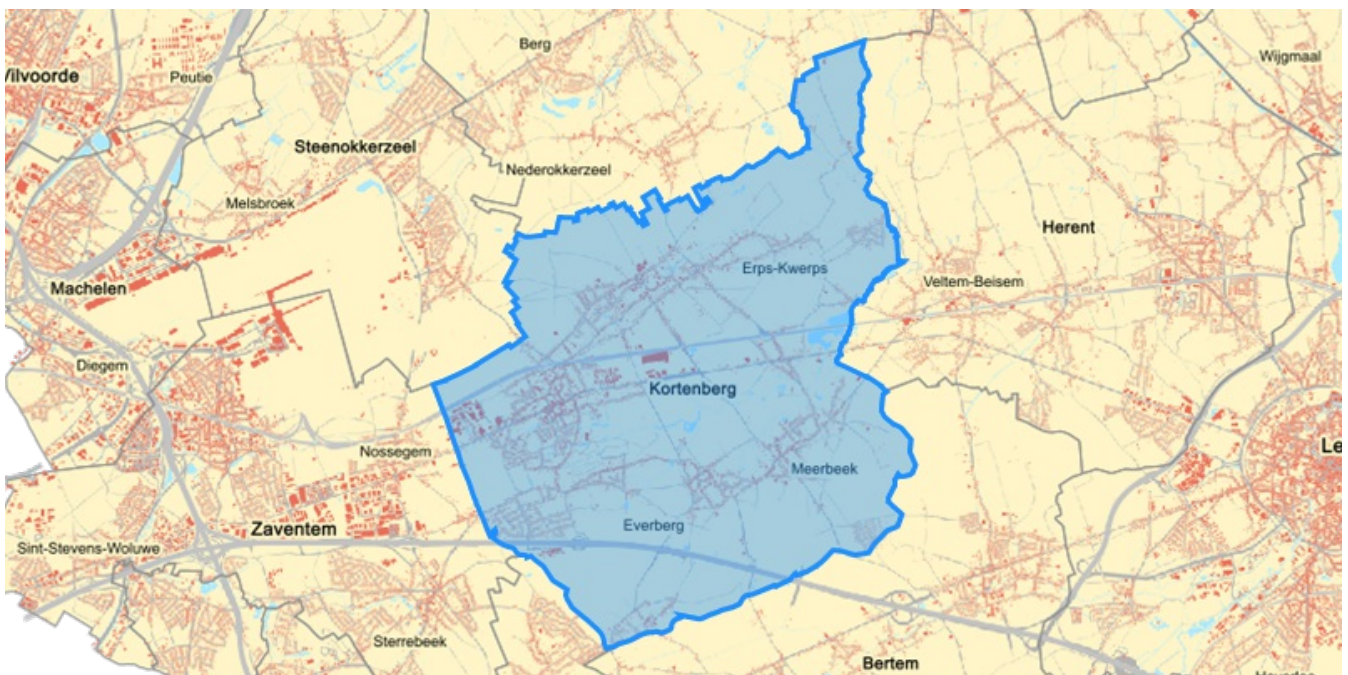 Berg
Wijgmaal
Vilvoorde
Peutie
Steenokkerzeel
Nederokkerzeel
Melsbroek
Herent
Erps-Kwerps
Veltem-Beisem
Machelen
Diegem
Kortenberg
Nossegem
Meerbeek
Everberg
Zaventem
Sint-Stevens-Woluwe
Sterrebeek
Bertem
Le